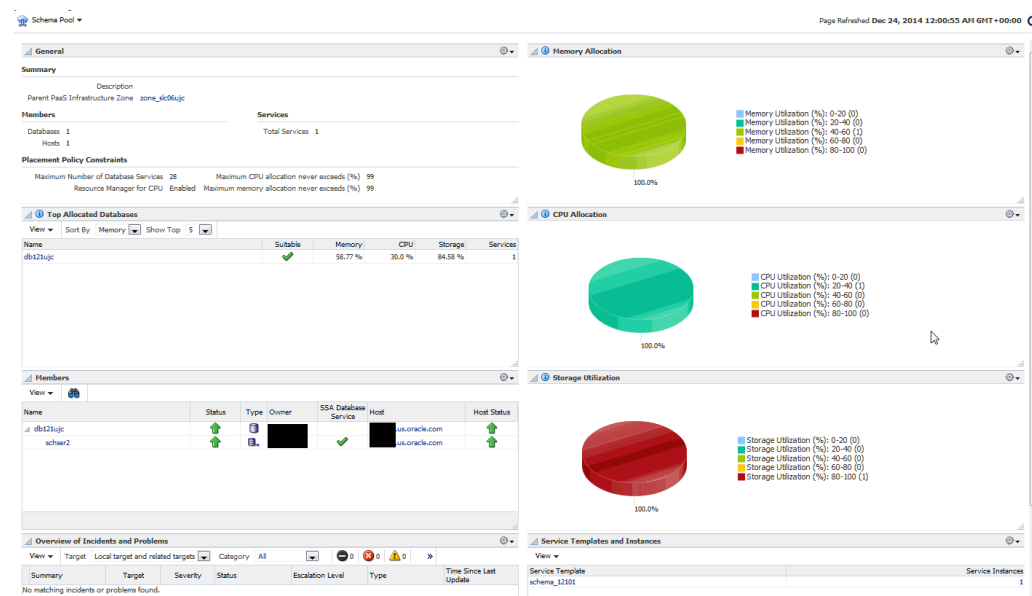 Schema Pool
Page Refreshed Dec 24, 2014 12:00:55 AM GMT+00:00
General
Summary
Description
Parent PaaS Infrastructure Zone zone_slc06ujc
Members Services
Databases 1 Total Services 1
Hosts 1
Placement Policy Constraints
Maximum Number of Database Services 28 Maximum CPU allocation never exceeds (%) 99
Resource Manager for CPU Enabled Maximum memory allocation never exceeds (%) 99
Memory Allocation
100.0%
Memory Utilization (%): 0-20 (0)
Memory Utilization (%): 20-40 (0)
Memory Utilization (%): 40-60 (1)
Memory Utilization (%): 60-80 (0)
Memory Utilization (%): 80-100 (0)
Top Allocated Databases
View Sort By Memory Show Top 5
Name Suitable Memory CPU Storage Services
db121ujc 58.77 % 30.0 % 84.58 % 1
CPU Allocation
100.0%
CPU Utilization (%): 0-20 (0)
CPU Utilization (%): 20-40 (1)
CPU Utilization (%): 40-60 (0)
CPU Utilization (%): 60-80 (0)
CPU Utilization (%): 80-100 (0)
Members
View
Name Status Type Owner SSA Database Service Host Host Status
db121ujc .us.oracle.com
schser2 .us.oracle.com
Storage Utilization
100.0%
Storage Utilization (%): 0-20 (0)
Storage Utilization (%): 20-40 (0)
Storage Utilization (%): 40-60 (0)
Storage Utilization (%): 60-80 (0)
Storage Utilization (%): 80-100 (1)
Overview of Incidents and Problems
View Target Local target and related targets Category All 0 0 0 »
Summary Target Severity Status Escalation Level Type Time Since Last Update
No matching incidents or problems found.
Service Templates and Instances
View
Service Template Service Instances
schema_12101 1